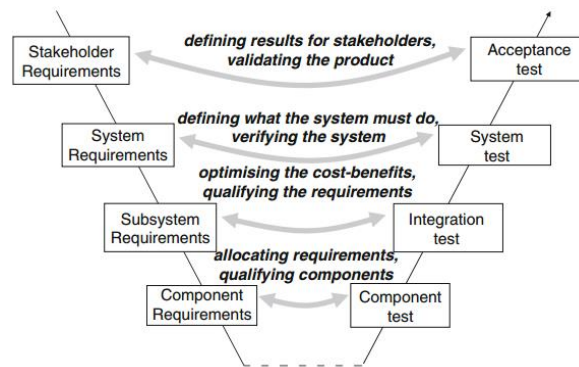 Stakeholder
Requirements
defining results for stakeholders,
validating the product
Acceptance
test
System
Requirements
defining what the system must do,
verifying the system
System
test
Subsystem
Requirements
optimising the cost-benefits,
qualifying the requirements
Integration
test
Component
Requirements
allocating requirements,
qualifying components
Component
test